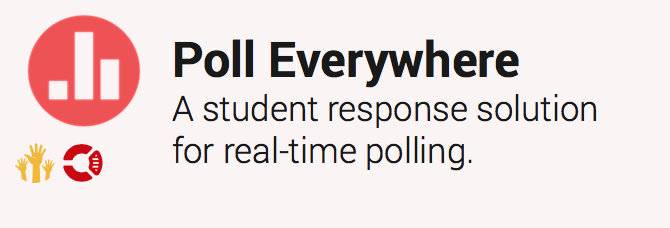 Poll Everywhere
A student response solution
for real-time polling.